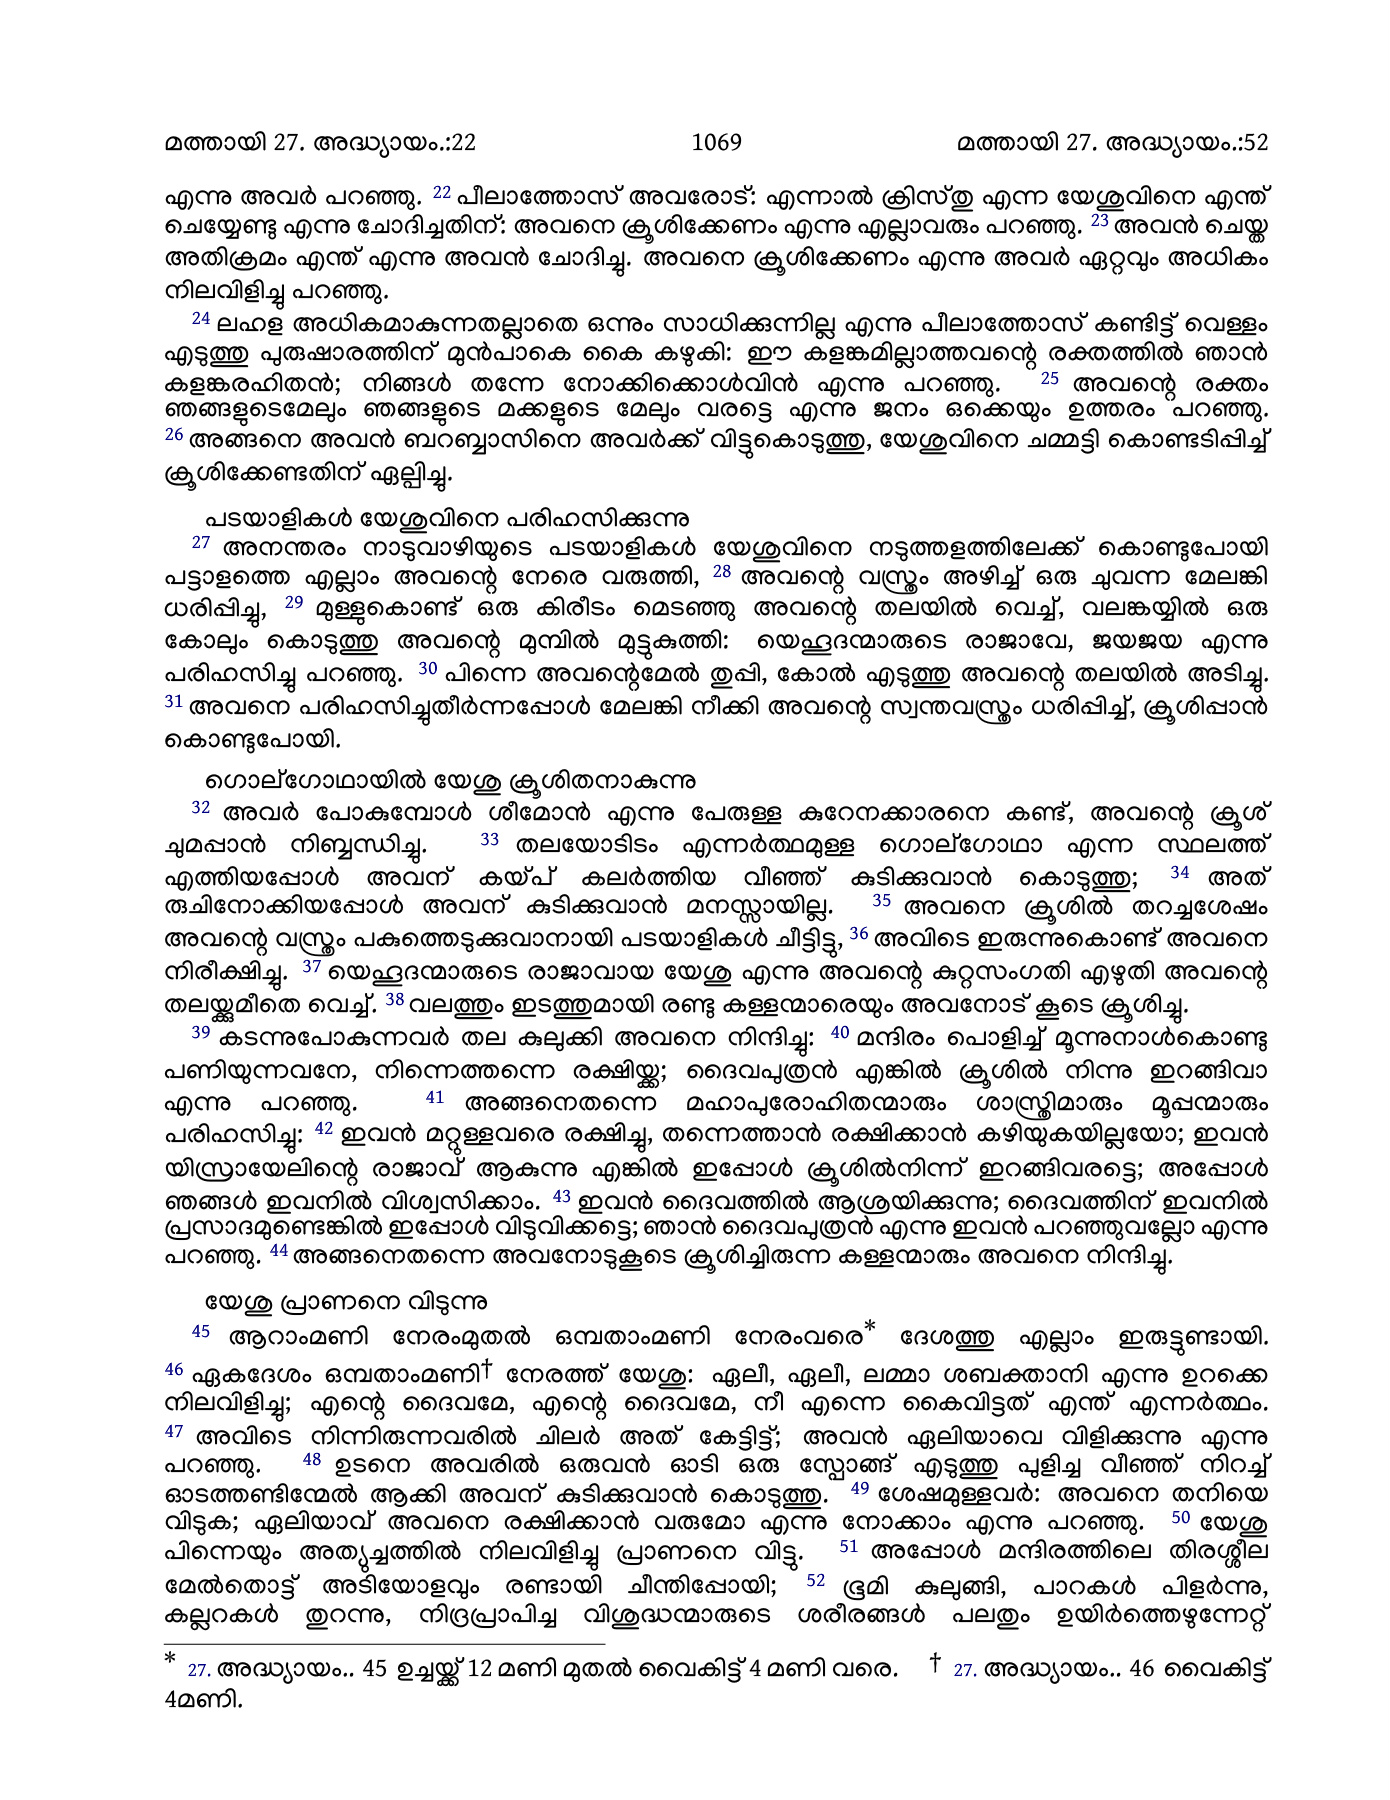 മത്തായി 27. അദ്ധ്യായം.:22 1069 മത്തായി 27. അദ്ധ്യായം.:52
എന്നു അവർ പറഞ്ഞു. 22 പീലാത്തോസ് അവരോട്: എന്നാൽ ക്രിസ്തു എന്ന യേശുവിനെ എന്ത്
ചെയ്യേണ്ടു എന്നു ചോദിച്ചതിന്: അവനെ ക്രൂശിക്കേണം എന്നു എല്ലാവരും പറഞ്ഞു. 23 അവൻ ചെയ്ത
അതിക്രമം എന്ത് എന്നു അവൻ ചോദിച്ചു. അവനെ ക്രൂശിക്കേണം എന്നു അവർ ഏറ്റവും അധികം
നിലവിളിച്ചു പറഞ്ഞു.
24 ലഹള അധികമാകുന്നതല്ലാതെ ഒന്നും സാധിക്കുന്നില്ല എന്നു പീലാത്തോസ് കണ്ടിട്ട് വെള്ളം
എടുത്തു പുരുഷാരത്തിന് മുൻപാകെ കൈ കഴുകി: ഈ കളങ്കമില്ലാത്തവന്റെ രക്തത്തിൽ ഞാൻ
കളങ്കരഹിതൻ; നിങ്ങൾ തന്നേ നോക്കിക്കൊൾവിൻ എന്നു പറഞ്ഞു. 25 അവന്റെ രക്തം
ഞങ്ങളുടെമേലും ഞങ്ങളുടെ മക്കളുടെ മേലും വരട്ടെ എന്നു ജനം ഒക്കെയും ഉത്തരം പറഞ്ഞു.
26 അങ്ങനെ അവൻ ബറബ്ബാസിനെ അവർക്ക് വിട്ടുകൊടുത്തു, യേശുവിനെ ചമ്മട്ടി കൊണ്ടടിപ്പിച്ച്
ക്രൂശിക്കേണ്ടതിന് ഏല്പിച്ചു.
പടയാളികൾ യേശുവിനെ പരിഹസിക്കുന്നു
27 അനന്തരം നാടുവാഴിയുടെ പടയാളികൾ യേശുവിനെ നടുത്തളത്തിലേക്ക് കൊണ്ടുപോയി
പട്ടാളത്തെ എല്ലാം അവന്റെ നേരെ വരുത്തി, 28 അവന്റെ വസ്ത്രം അഴിച്ച് ഒരു ചുവന്ന മേലങ്കി
ധരിപ്പിച്ചു, 29 മുള്ളുകൊണ്ട് ഒരു കിരീടം മെടഞ്ഞു അവന്റെ തലയിൽ വെച്ച്, വലങ്കയ്യിൽ ഒരു
കോലും കൊടുത്തു അവന്റെ മുമ്പിൽ മുട്ടുകുത്തി: യെഹൂദന്മാരുടെ രാജാവേ, ജയജയ എന്നു
പരിഹസിച്ചു പറഞ്ഞു. 30 പിന്നെ അവന്റെമേൽ തുപ്പി, കോൽ എടുത്തു അവന്റെ തലയിൽ അടിച്ചു.
31 അവനെ പരിഹസിച്ചുതീർന്നപ്പോൾ മേലങ്കി നീക്കി അവന്റെ സ്വന്തവസ്ത്രം ധരിപ്പിച്ച്, ക്രൂശിപ്പാൻ
കൊണ്ടുപോയി.
ഗൊല്ഗോഥായിൽ യേശു ക്രൂശിതനാകുന്നു
32 അവർ പോകുമ്പോൾ ശീമോൻ എന്നു പേരുള്ള കുറേനക്കാരനെ കണ്ട്, അവന്റെ ക്രൂശ്
ചുമപ്പാൻ നിബ്ബന്ധിച്ചു. 33 തലയോടിടം എന്നർത്ഥമുള്ള ഗൊല്ഗോഥാ എന്ന സ്ഥലത്ത്
എത്തിയപ്പോൾ അവന് കയ്പ് കലർത്തിയ വീഞ്ഞ് കുടിക്കുവാൻ കൊടുത്തു; 34 അത്
രുചിനോക്കിയപ്പോൾ അവന് കുടിക്കുവാൻ മനസ്സായില്ല. 35 അവനെ ക്രൂശിൽ തറച്ചശേഷം
അവന്റെ വസ്ത്രം പകുത്തെടുക്കുവാനായി പടയാളികൾ ചീട്ടിട്ടു, 36 അവിടെ ഇരുന്നുകൊണ്ട് അവനെ
നിരീക്ഷിച്ചു. 37 യെഹൂദന്മാരുടെ രാജാവായ യേശു എന്നു അവന്റെ കുറ്റസംഗതി എഴുതി അവന്റെ
തലയ്ക്കുമീതെ വെച്ച്. 38 വലത്തും ഇടത്തുമായി രണ്ടു കള്ളന്മാരെയും അവനോട് കൂടെ ക്രൂശിച്ചു.
39 കടന്നുപോകുന്നവർ തല കുലുക്കി അവനെ നിന്ദിച്ചു: 40 മന്ദിരം പൊളിച്ച് മൂന്നുനാൾകൊണ്ടു
പണിയുന്നവനേ, നിന്നെത്തന്നെ രക്ഷിയ്ക്ക; ദൈവപുത്രൻ എങ്കിൽ ക്രൂശിൽ നിന്നു ഇറങ്ങിവാ
എന്നു പറഞ്ഞു. 41 അങ്ങനെതന്നെ മഹാപുരോഹിതന്മാരും ശാസ്ത്രിമാരും മൂപ്പന്മാരും
പരിഹസിച്ചു: 42 ഇവൻ മറ്റുള്ളവരെ രക്ഷിച്ചു, തന്നെത്താൻ രക്ഷിക്കാൻ കഴിയുകയില്ലയോ; ഇവൻ
യിസ്രായേലിന്റെ രാജാവ് ആകുന്നു എങ്കിൽ ഇപ്പോൾ ക്രൂശിൽനിന്ന് ഇറങ്ങിവരട്ടെ; അപ്പോൾ
ഞങ്ങൾ ഇവനിൽ വിശ്വസിക്കാം. 43 ഇവൻ ദൈവത്തിൽ ആശ്രയിക്കുന്നു; ദൈവത്തിന് ഇവനിൽ
പ്രസാദമുണ്ടെങ്കിൽ ഇപ്പോൾ വിടുവിക്കട്ടെ; ഞാൻ ദൈവപുത്രൻ എന്നു ഇവൻ പറഞ്ഞുവല്ലോ എന്നു
പറഞ്ഞു. 44 അങ്ങനെതന്നെ അവനോടുകൂടെ ക്രൂശിച്ചിരുന്ന കള്ളന്മാരും അവനെ നിന്ദിച്ചു.
യേശു പ്രാണനെ വിടുന്നു
45 ആറാംമണി നേരംമുതൽ ഒമ്പതാംമണി നേരംവരെ* ദേശത്തു എല്ലാം ഇരുട്ടുണ്ടായി.
46 ഏകദേശം ഒമ്പതാംമണി† നേരത്ത് യേശു: ഏലീ, ഏലീ, ലമ്മാ ശബക്താനി എന്നു ഉറക്കെ
നിലവിളിച്ചു; എന്റെ ദൈവമേ, എന്റെ ദൈവമേ, നീ എന്നെ കൈവിട്ടത് എന്ത് എന്നർത്ഥം.
47 അവിടെ നിന്നിരുന്നവരിൽ ചിലർ അത് കേട്ടിട്ട്; അവൻ ഏലിയാവെ വിളിക്കുന്നു എന്നു
പറഞ്ഞു. 48 ഉടനെ അവരിൽ ഒരുവൻ ഓടി ഒരു സ്പോങ്ങ് എടുത്തു പുളിച്ച വീഞ്ഞ് നിറച്ച്
ഓടത്തണ്ടിന്മേൽ ആക്കി അവന് കുടിക്കുവാൻ കൊടുത്തു. 49 ശേഷമുള്ളവർ: അവനെ തനിയെ
വിടുക; ഏലിയാവ് അവനെ രക്ഷിക്കാൻ വരുമോ എന്നു നോക്കാം എന്നു പറഞ്ഞു. 50 യേശു
പിന്നെയും അത്യുച്ചത്തിൽ നിലവിളിച്ചു പ്രാണനെ വിട്ടു. 51 അപ്പോൾ മന്ദിരത്തിലെ തിരശ്ശീല
മേൽതൊട്ട് അടിയോളവും രണ്ടായി ചീന്തിപ്പോയി; 52 ഭൂമി കുലുങ്ങി, പാറകൾ പിളർന്നു,
കല്ലറകൾ തുറന്നു, നിദ്രപ്രാപിച്ച വിശുദ്ധന്മാരുടെ ശരീരങ്ങൾ പലതും ഉയിർത്തെഴുന്നേറ്റ്
* 27. അദ്ധ്യായം.. 45 ഉച്ചയ്ക്ക് 12 മണി മുതൽ വൈകിട്ട് 4 മണി വരെ. † 27. അദ്ധ്യായം.. 46 വൈകിട്ട്
4മണി.